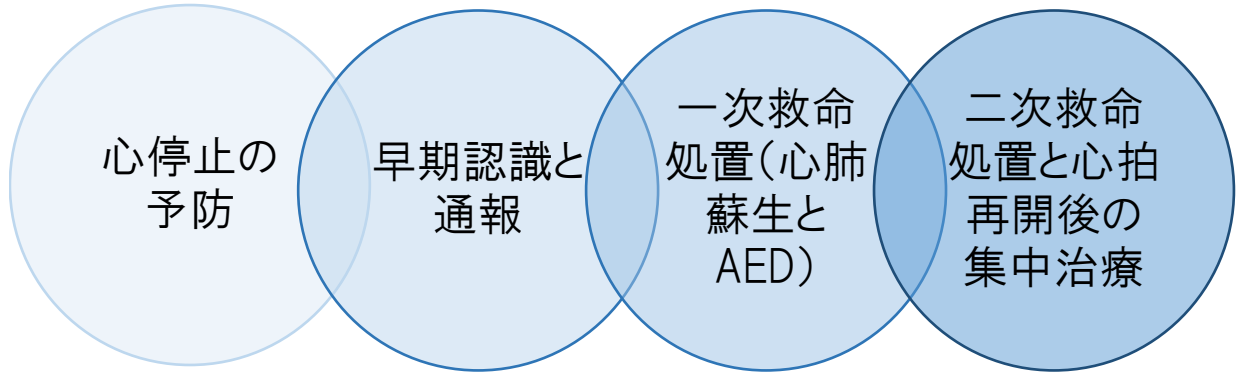 心停止の
予防
早期認識と
通報
一次救命
処置（心肺
蘇生と
AED）
二次救命
処置と心拍
再開後の
集中治療